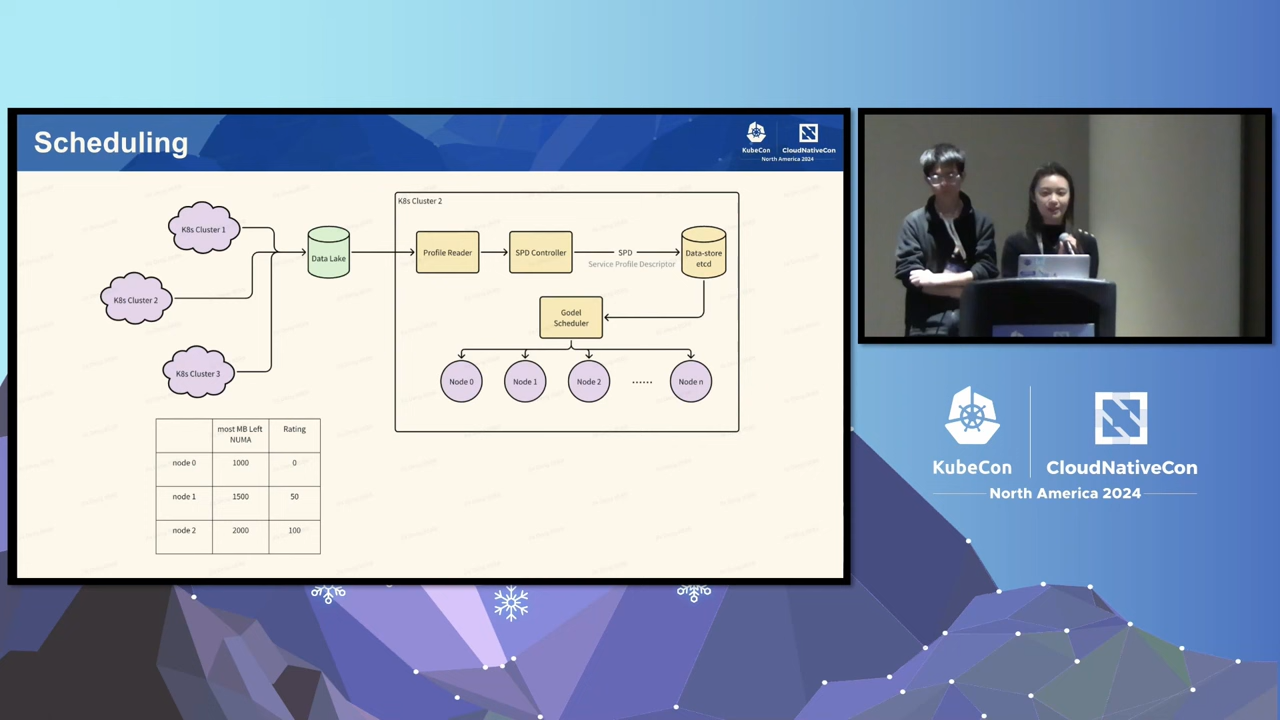 Scheduling
KubeCon
CloudNativeCon
North America 2024
K8s Cluster 1
K8s Cluster 2
K8s Cluster 3
Data Lake
K8s Cluster 2
Profile Reader
SPD Controller
SPD
Service Profile Descriptor
Data-store
etcd
Godel
Scheduler
Node 0
Node 1
Node 2
......
Node n
most MB Left
NUMA
Rating
node 0
1000
0
node 1
1500
50
node 2
2000
100
KubeCon
CloudNativeCon
North America 2024